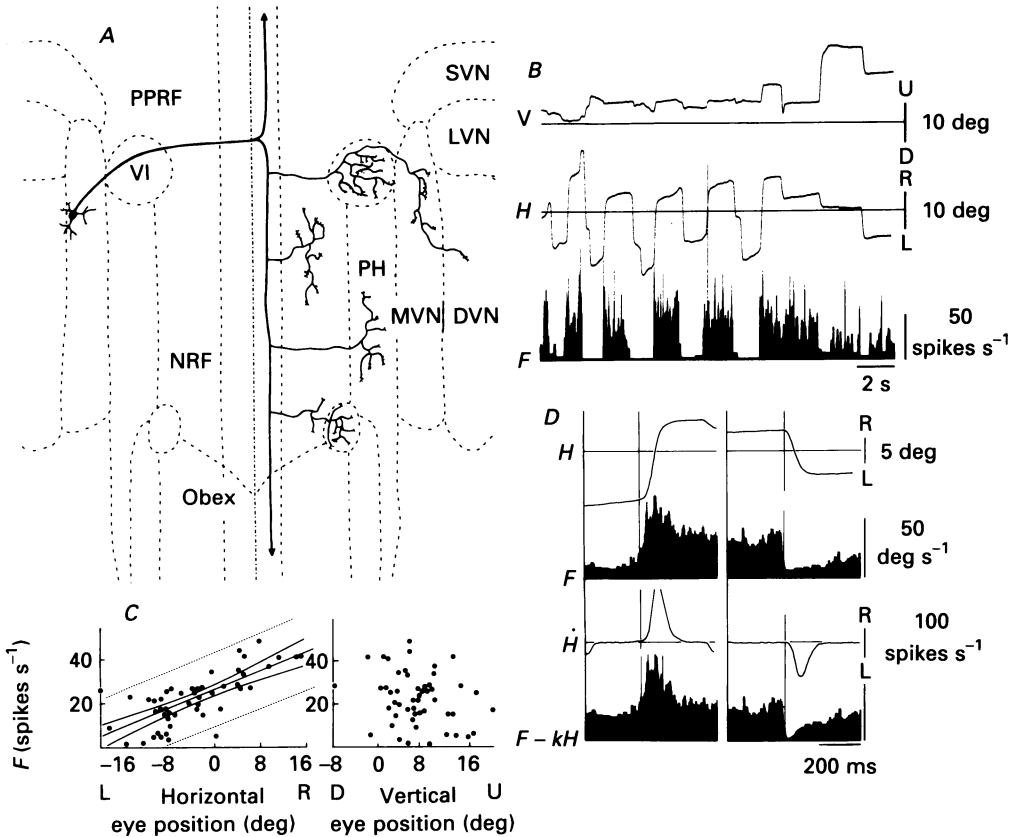 A
PPRF
SVN
LVN
VI
PH
MVN
DVN
NRF
Obex
B
V
U
10 deg
D
R
H
10 deg
L
50
spikes s⁻¹
F
2 s
C
F (spikes s⁻¹)
40
20
−16 −8 0 8 16
L Horizontal R
eye position (deg)
40
20
−8 0 8 16
D Vertical U
eye position (deg)
D
H
R
5 deg
L
50
deg s⁻¹
F
Ḣ
R
100
spikes s⁻¹
L
F − kH
200 ms